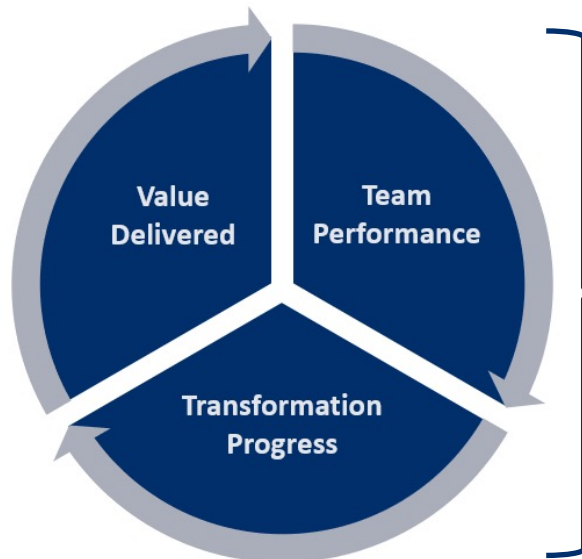 Value
Delivered
Team
Performance
Transformation
Progress